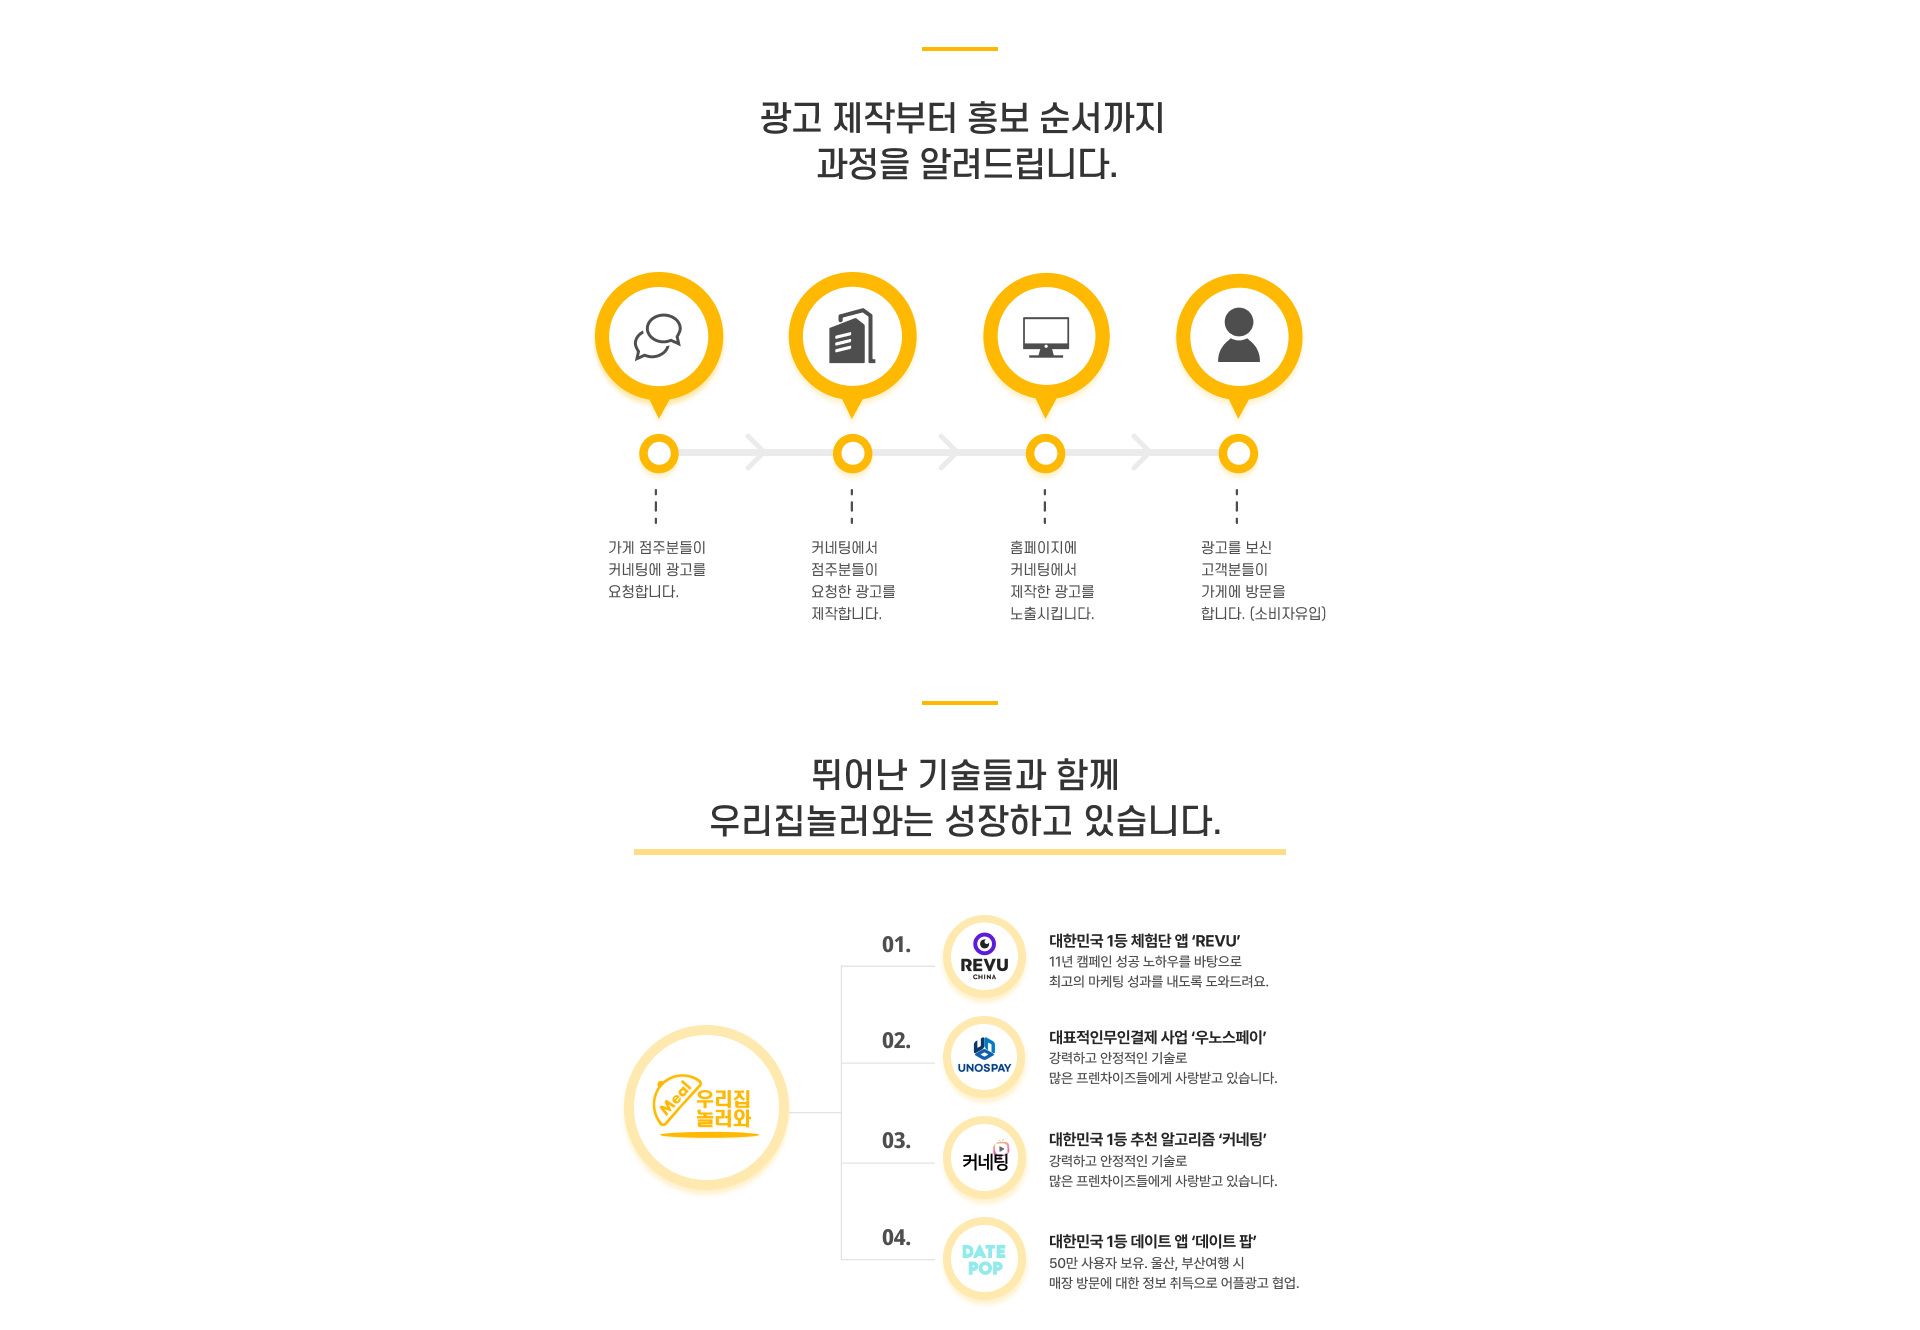 광고 제작부터 홍보 순서까지
과정을 알려드립니다.
가게 점주분들이
커네팅에 광고를
요청합니다.
커네팅에서
점주분들이
요청한 광고를
제작합니다.
홈페이지에
커네팅에서
제작한 광고를
노출시킵니다.
광고를 보신
고객분들이
가게에 방문을
합니다. (소비자유입)
뛰어난 기술들과 함께
우리집놀러와는 성장하고 있습니다.
Meal
우리집
놀러와
01.
REVU
CHINA
대한민국 1등 체험단 앱 ‘REVU’
11년 캠페인 성공 노하우를 바탕으로
최고의 마케팅 성과를 내도록 도와드려요.
02.
UNOSPAY
대표적인무인결제 사업 ‘우노스페이’
강력하고 안정적인 기술로
많은 프렌차이즈들에게 사랑받고 있습니다.
03.
커네팅
대한민국 1등 추천 알고리즘 ‘커네팅’
강력하고 안정적인 기술로
많은 프렌차이즈들에게 사랑받고 있습니다.
04.
DATE
POP
대한민국 1등 데이트 앱 ‘데이트 팝’
50만 사용자 보유. 울산, 부산여행 시
매장 방문에 대한 정보 취득으로 어플광고 협업.